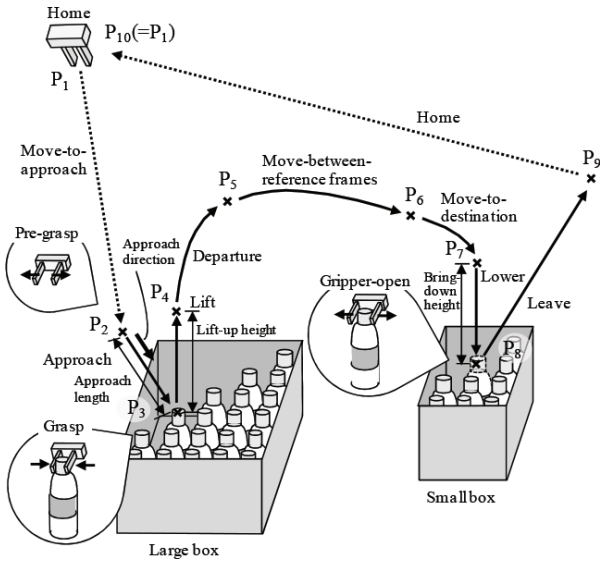 Home
P10(=P1)
P1
Home
Move-to-
approach
Move-between-
reference frames
P9
P5
P6
Move-to-
destination
Pre-grasp
Approach
direction
Departure
P7
P4
Lift
Gripper-open
Bring-
down
height
Lower
Lift-up height
Leave
P2
P8
Approach
Approach
length
P3
Grasp
Small box
Large box